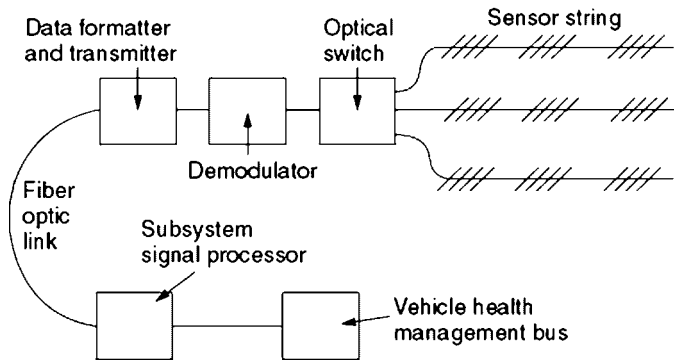 Data formatter
and transmitter
Optical
switch
Sensor string
Demodulator
Fiber
optic
link
Subsystem
signal processor
Vehicle health
management bus